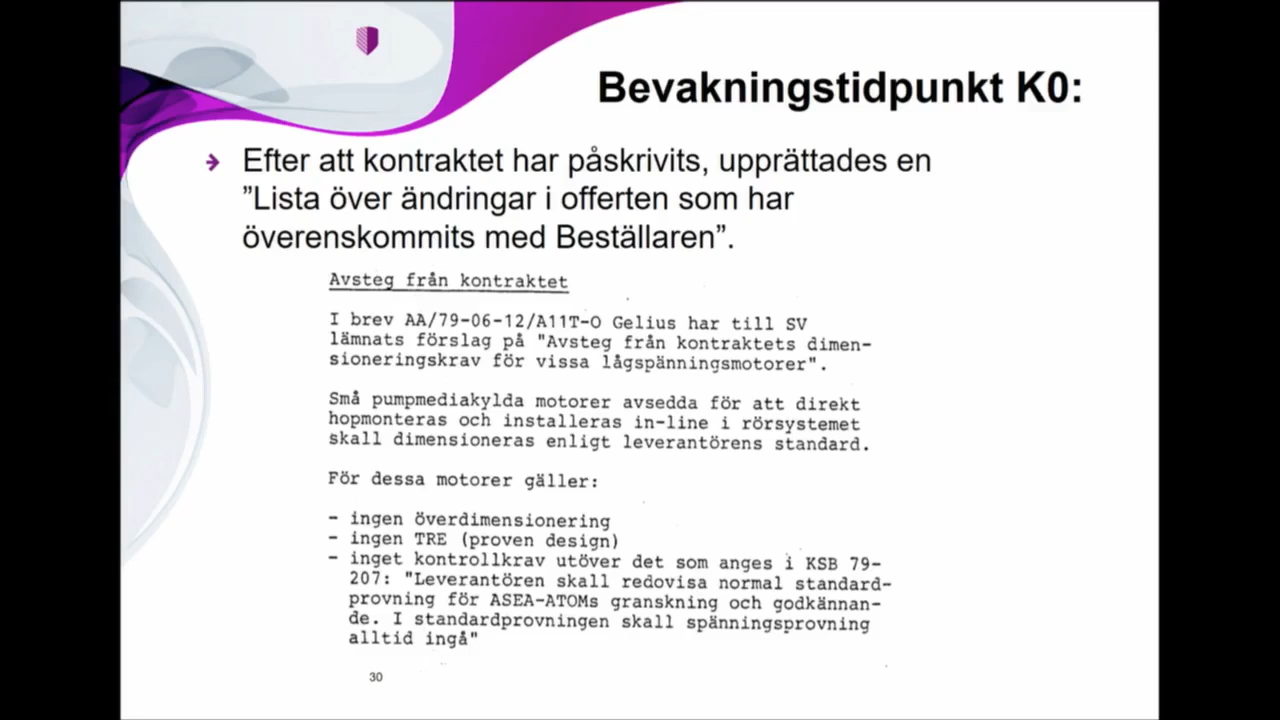 Bevakningstidpunkt K0:
Efter att kontraktet har påskrivits, upprättades en
”Lista över ändringar i offerten som har
överenskommits med Beställaren”.
Avsteg från kontraktet
I brev AA/79-06-12/A11T-O Gelius har till SV
lämnats förslag på "Avsteg från kontraktets dimen-
sioneringskrav för vissa lågspänningsmotorer".
Små pumpmediakylda motorer avsedda för att direkt
hopmonteras och installeras in-line i rörsystemet
skall dimensioneras enligt leverantörens standard.
För dessa motorer gäller:
- ingen överdimensionering
- ingen TRE (proven design)
- inget kontrollkrav utöver det som anges i KSB 79-
207: "Leverantören skall redovisa normal standard-
provning för ASEA-ATOMs granskning och godkännan-
de. I standardprovningen skall spänningsprovning
alltid ingå"
30